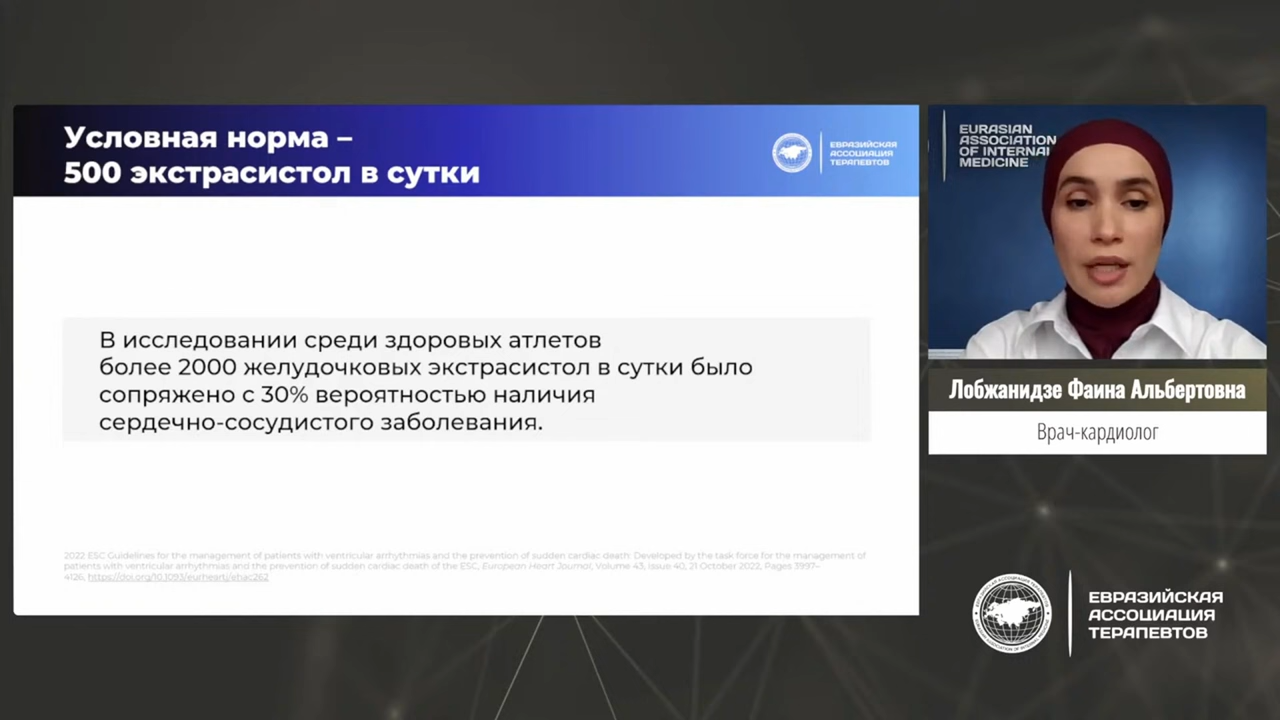 Условная норма –
500 экстрасистол в сутки
ЕВРАЗИЙСКАЯ
АССОЦИАЦИЯ
ТЕРАПЕВТОВ
В исследовании среди здоровых атлетов
более 2000 желудочковых экстрасистол в сутки было
сопряжено с 30% вероятностью наличия
сердечно-сосудистого заболевания.
2022 ESC Guidelines for the management of patients with ventricular arrhythmias and the prevention of sudden cardiac death: Developed by the task force for the management of
patients with ventricular arrhythmias and the prevention of sudden cardiac death of the ESC, European Heart Journal, Volume 43, Issue 40, 21 October 2022, Pages 3997–
4126, https://doi.org/10.1093/eurheartj/ehac262
EURASIAN
ASSOCIATION
OF INTERNAL
MEDICINE
Лобжанидзе Фаина Альбертовна
Врач-кардиолог
ЕВРАЗИЙСКАЯ
АССОЦИАЦИЯ
ТЕРАПЕВТОВ